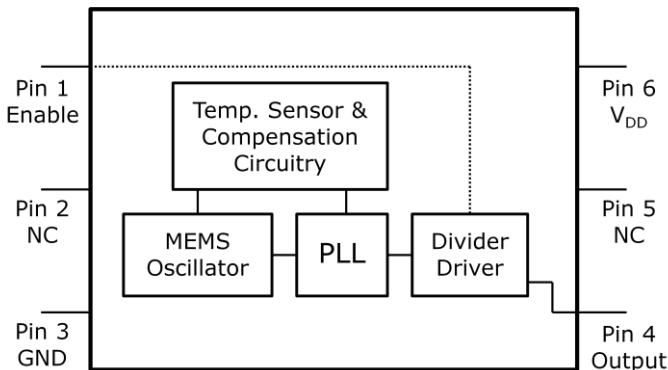 Pin 1
Enable
Temp. Sensor &
Compensation
Circuitry
Pin 6
V_DD
Pin 2
NC
MEMS
Oscillator
PLL
Divider
Driver
Pin 5
NC
Pin 3
GND
Pin 4
Output